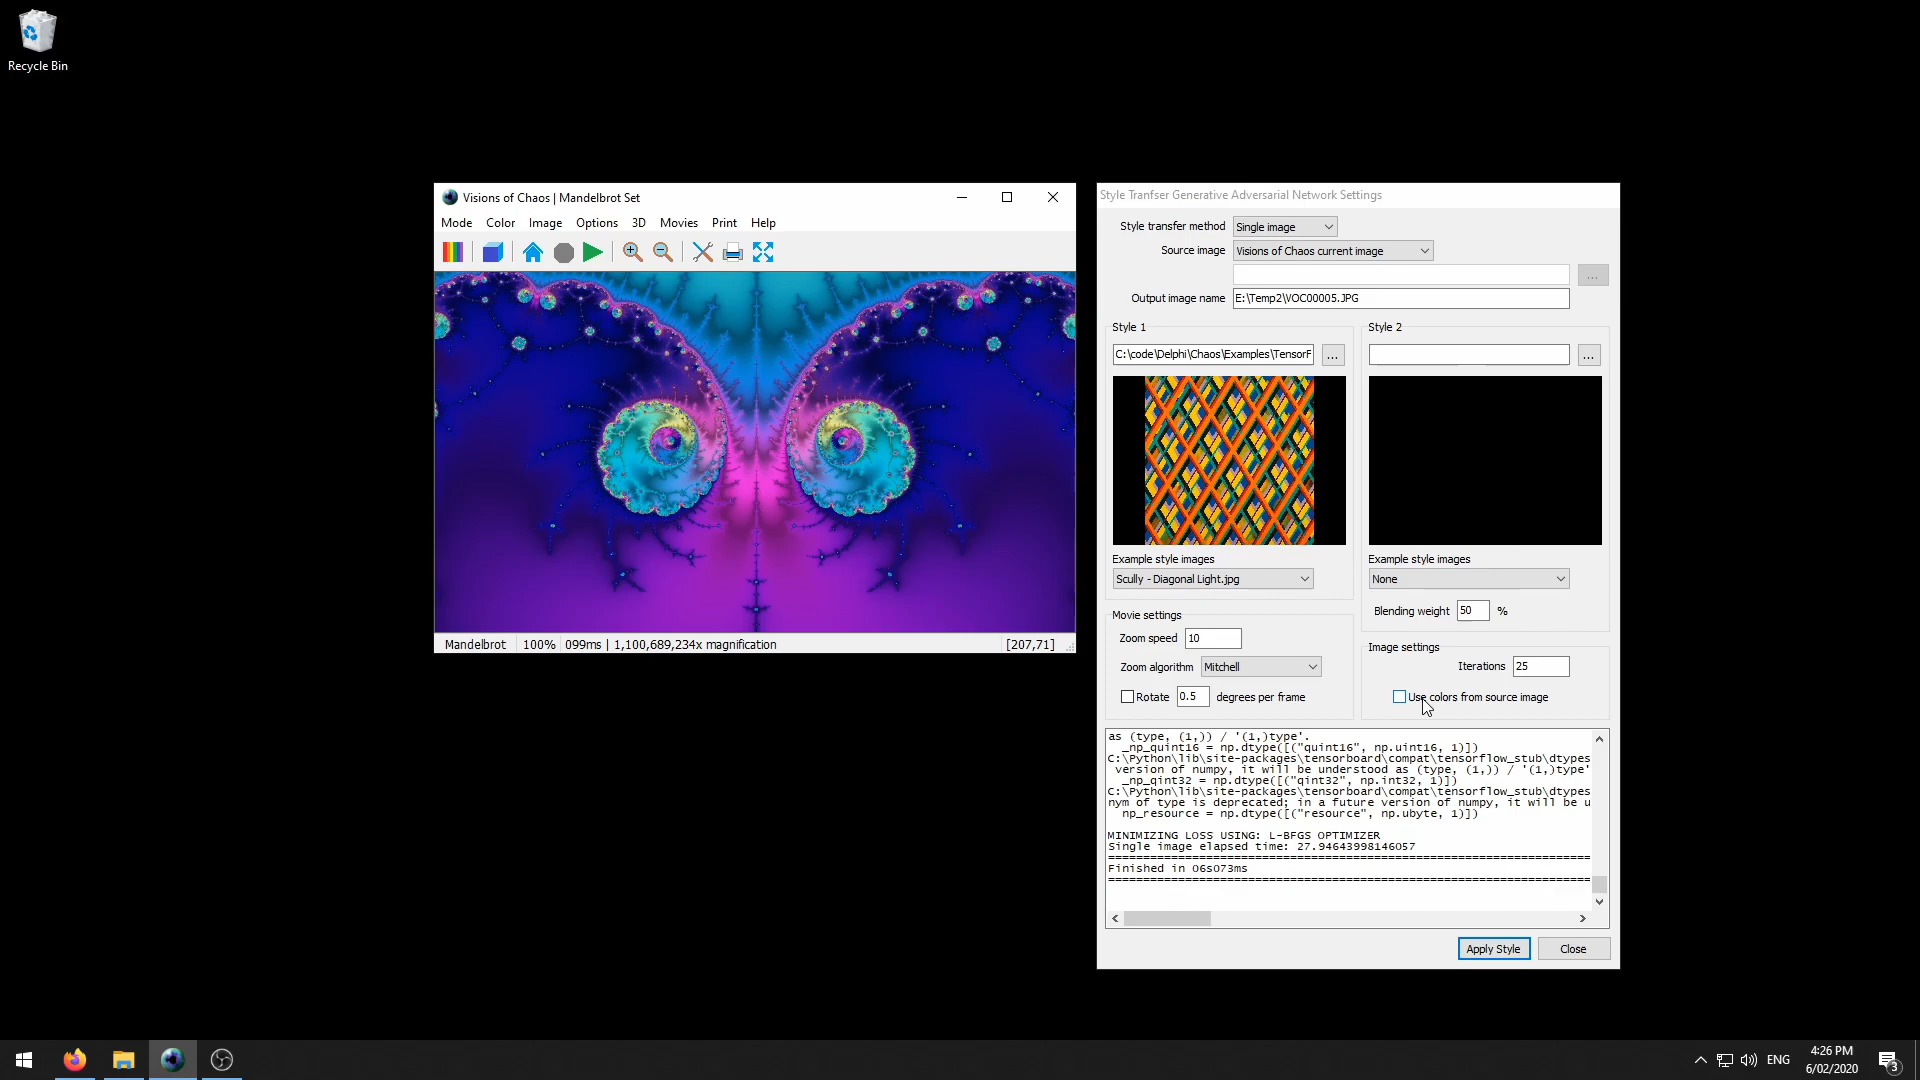 Recycle Bin
Visions of Chaos | Mandelbrot Set
Mode Color Image Options 3D Movies Print Help
Mandelbrot 100% 099ms | 1,100,689,234x magnification [207,71]
Style Tranfser Generative Adversarial Network Settings
Style transfer method Single image
Source image Visions of Chaos current image
...
Output image name E:\Temp2\VOC00005.JPG
Style 1
C:\code\Delphi\Chaos\Examples\TensorF ...
Example style images
Scully - Diagonal Light.jpg
Style 2
...
Example style images
None
Blending weight 50 %
Movie settings
Zoom speed 10
Zoom algorithm Mitchell
Rotate 0.5 degrees per frame
Image settings
Iterations 25
Use colors from source image
as (type, (1,)) / '(1,)type'.
_np_quint16 = np.dtype([("quint16", np.uint16, 1)])
C:\Python\lib\site-packages\tensorboard\compat\tensorflow_stub\dtypes
version of numpy, it will be understood as (type, (1,)) / '(1,)type'
_np_qint32 = np.dtype([("qint32", np.int32, 1)])
C:\Python\lib\site-packages\tensorboard\compat\tensorflow_stub\dtypes
nym of type is deprecated; in a future version of numpy, it will be u
np_resource = np.dtype([("resource", np.ubyte, 1)])
MINIMIZING LOSS USING: L-BFGS OPTIMIZER
Single image elapsed time: 27.94643998146057
Finished in 06s073ms
Apply Style Close
ENG
4:26 PM
6/02/2020
3